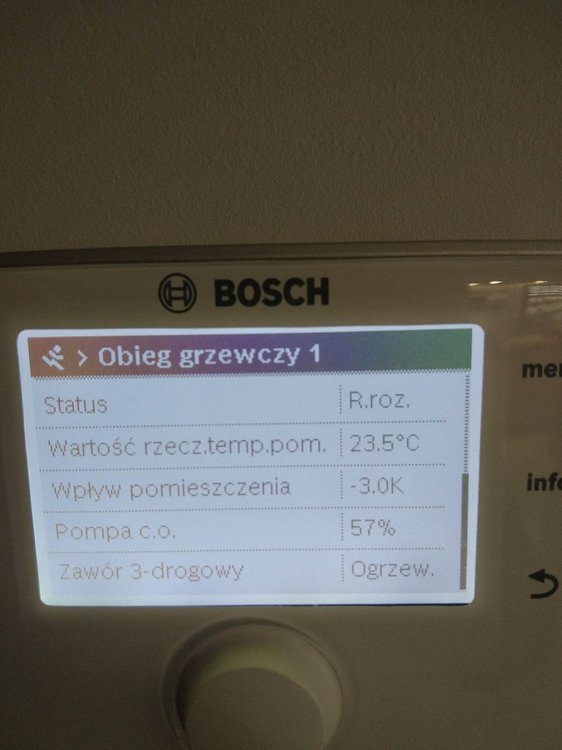 BOSCH
> Obieg grzewczy 1
Status R.roz.
Wartość rzecz.temp.pom. 23.5°C
Wpływ pomieszczenia -3.0K
Pompa c.o. 57%
Zawór 3-drogowy Ogrzew.